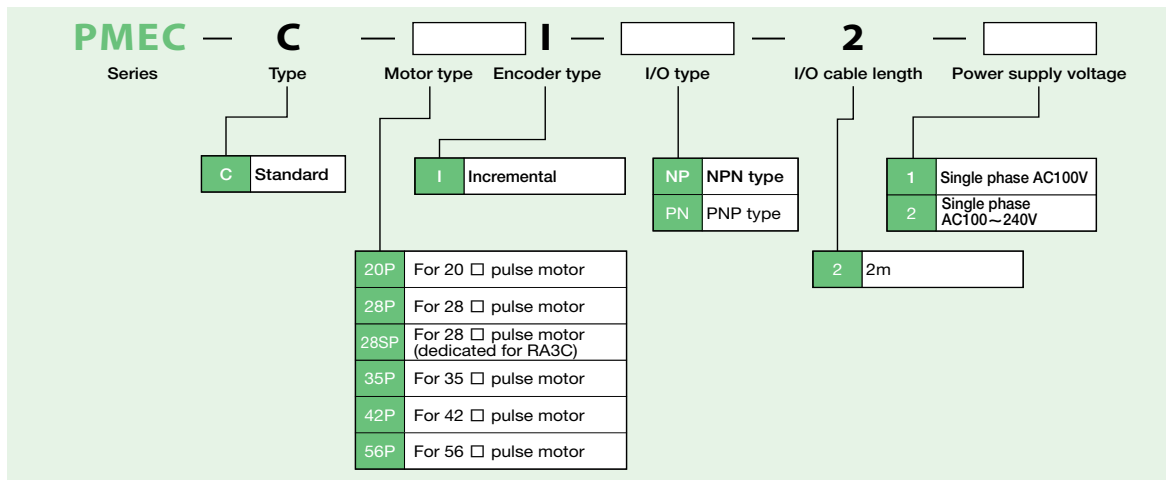 PMEC — C — I — — 2 —
Series Type Motor type Encoder type I/O type I/O cable length Power supply voltage
C Standard
I Incremental
NP NPN type
PN PNP type
1 Single phase AC100V
2 Single phase
AC100~240V
20P For 20 □ pulse motor
28P For 28 □ pulse motor
28SP For 28 □ pulse motor
(dedicated for RA3C)
35P For 35 □ pulse motor
42P For 42 □ pulse motor
56P For 56 □ pulse motor
2 2m